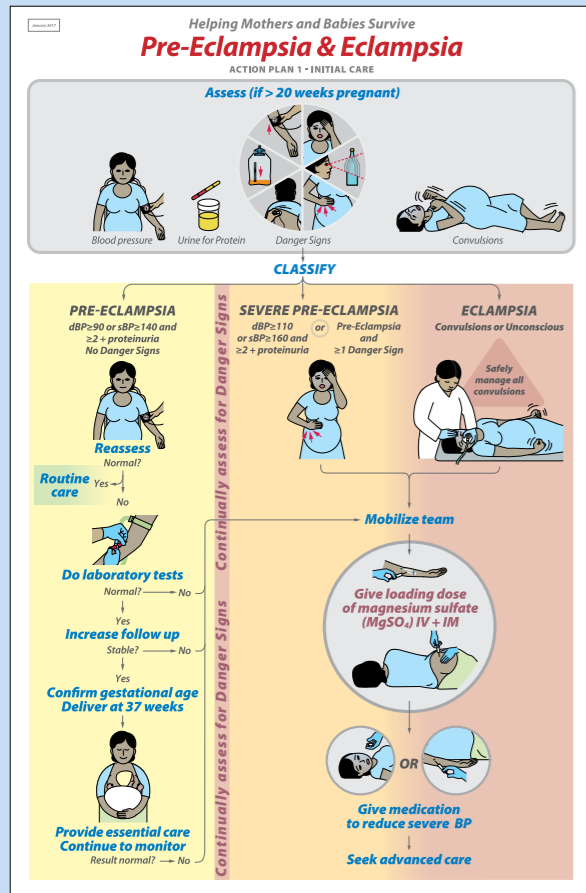 January 2017
Helping Mothers and Babies Survive
Pre-Eclampsia & Eclampsia
ACTION PLAN 1 - INITIAL CARE
Assess (if > 20 weeks pregnant)
Blood pressure
Urine for Protein
Danger Signs
Convulsions
CLASSIFY
PRE-ECLAMPSIA
dBP≥90 or sBP≥140 and
≥2 + proteinuria
No Danger Signs
Reassess
Normal?
Routine
care
Yes
No
Do laboratory tests
Normal?
No
Yes
Increase follow up
Stable?
No
Yes
Confirm gestational age
Deliver at 37 weeks
Provide essential care
Continue to monitor
Result normal?
No
Continually assess for Danger Signs
Continually assess for Danger Signs
SEVERE PRE-ECLAMPSIA
dBP≥110
or sBP≥160 and
≥2 + proteinuria
or
Pre-Eclampsia
and
≥1 Danger Sign
ECLAMPSIA
Convulsions or Unconscious
Safely
manage all
convulsions
Mobilize team
Give loading dose
of magnesium sulfate
(MgSO₄) IV + IM
OR
Give medication
to reduce severe BP
Seek advanced care